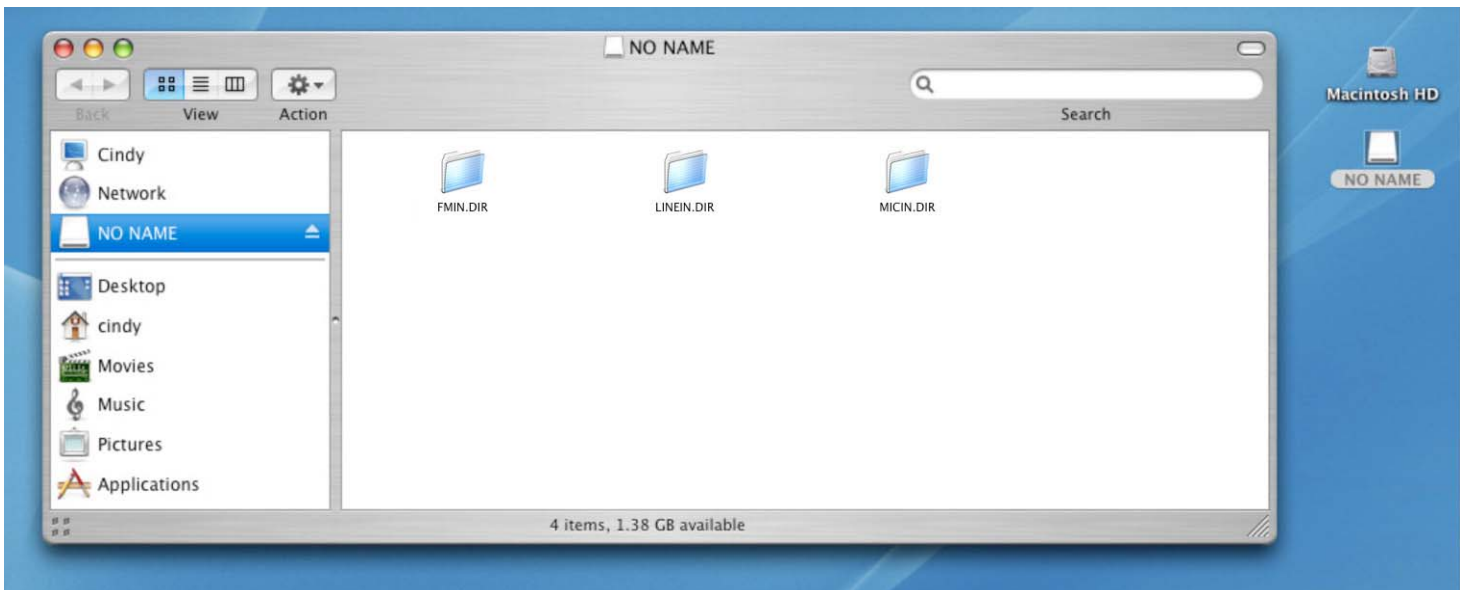 NO NAME
Back
View
Action
Search
Cindy
Network
NO NAME
Desktop
cindy
Movies
Music
Pictures
Applications
FMIN.DIR
LINEIN.DIR
MICIN.DIR
4 items, 1.38 GB available
Macintosh HD
NO NAME